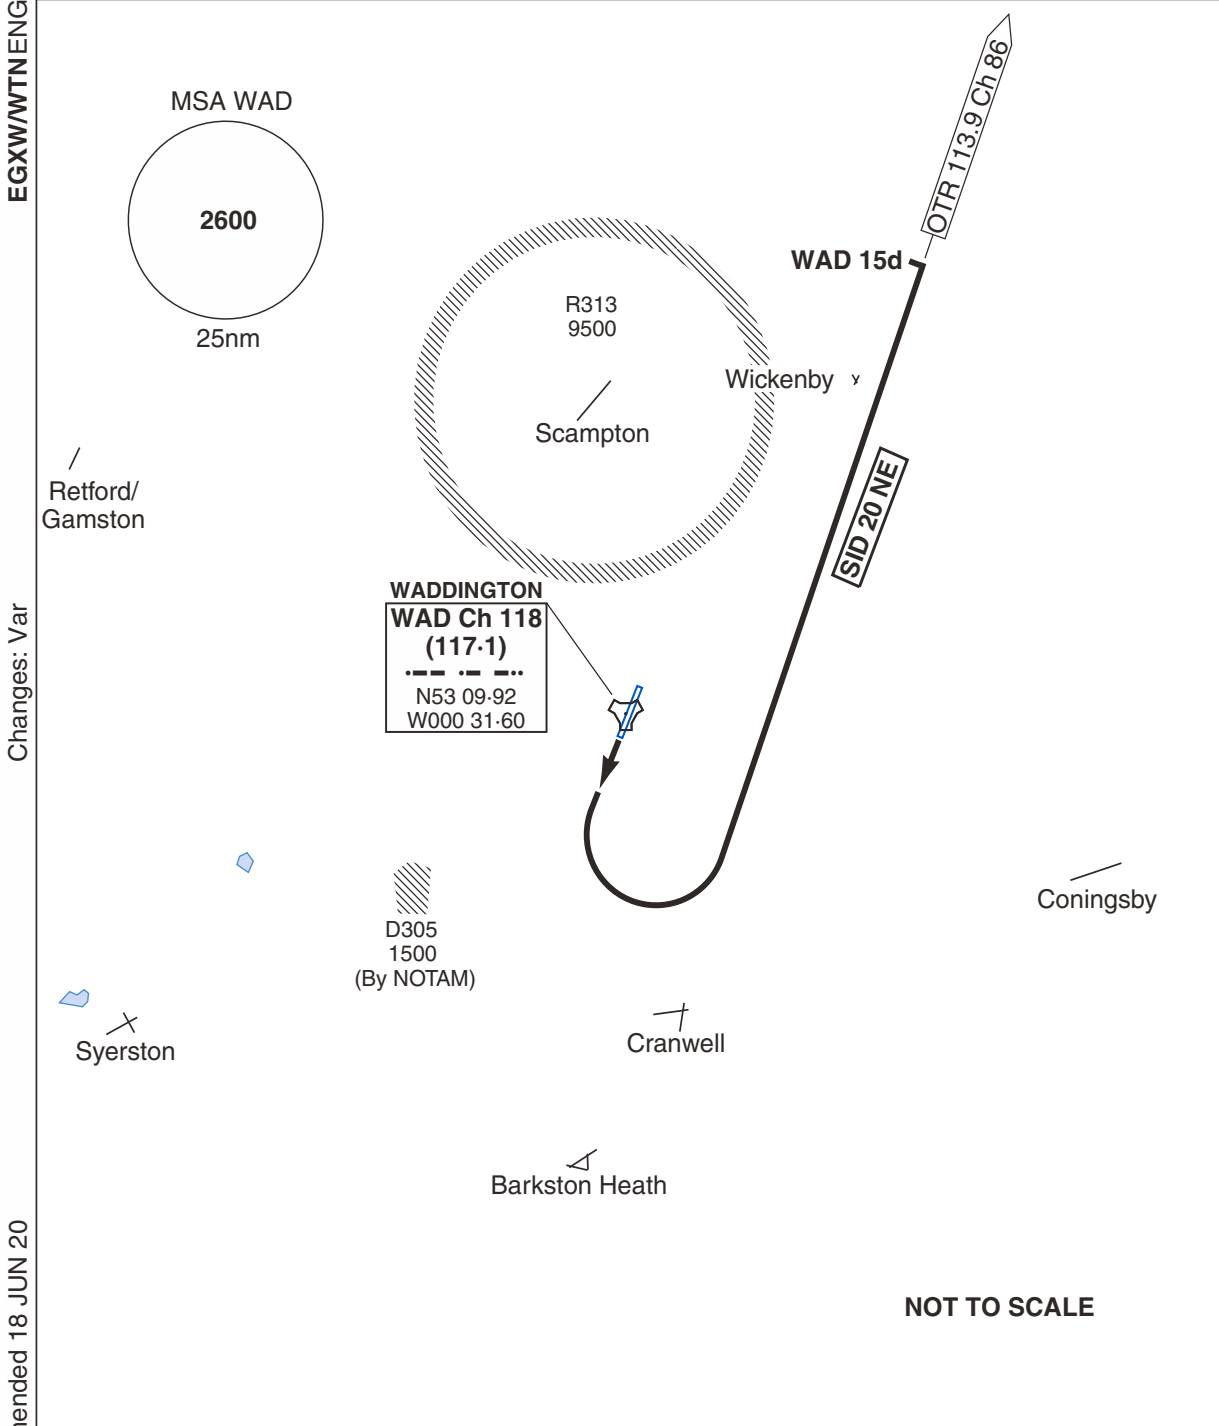 EGXW/WTN ENG
MSA WAD
2600
25nm
OTR 113.9 Ch 86
WAD 15d
R313
9500
Wickenby
Scampton
Retford/
Gamston
SID 20 NE
WADDINGTON
WAD Ch 118
(117·1)
N53 09·92
W000 31·60
Changes: Var
Coningsby
D305
1500
(By NOTAM)
Syerston
Cranwell
Barkston Heath
18 JUN 20
NOT TO SCALE